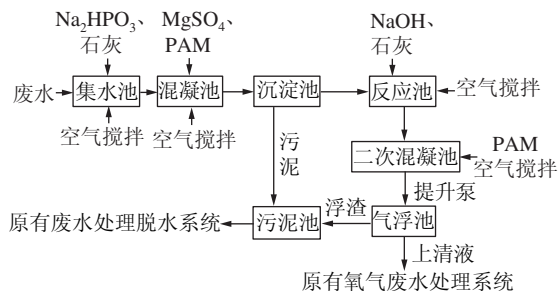 Na₂HPO₃、
石灰
MgSO₄、
PAM
NaOH、
石灰
废水
集水池
混凝池
沉淀池
反应池
空气搅拌
空气搅拌
空气搅拌
污泥
二次混凝池
PAM
空气搅拌
提升泵
原有废水处理脱水系统
污泥池
浮渣
气浮池
上清液
原有氧气废水处理系统